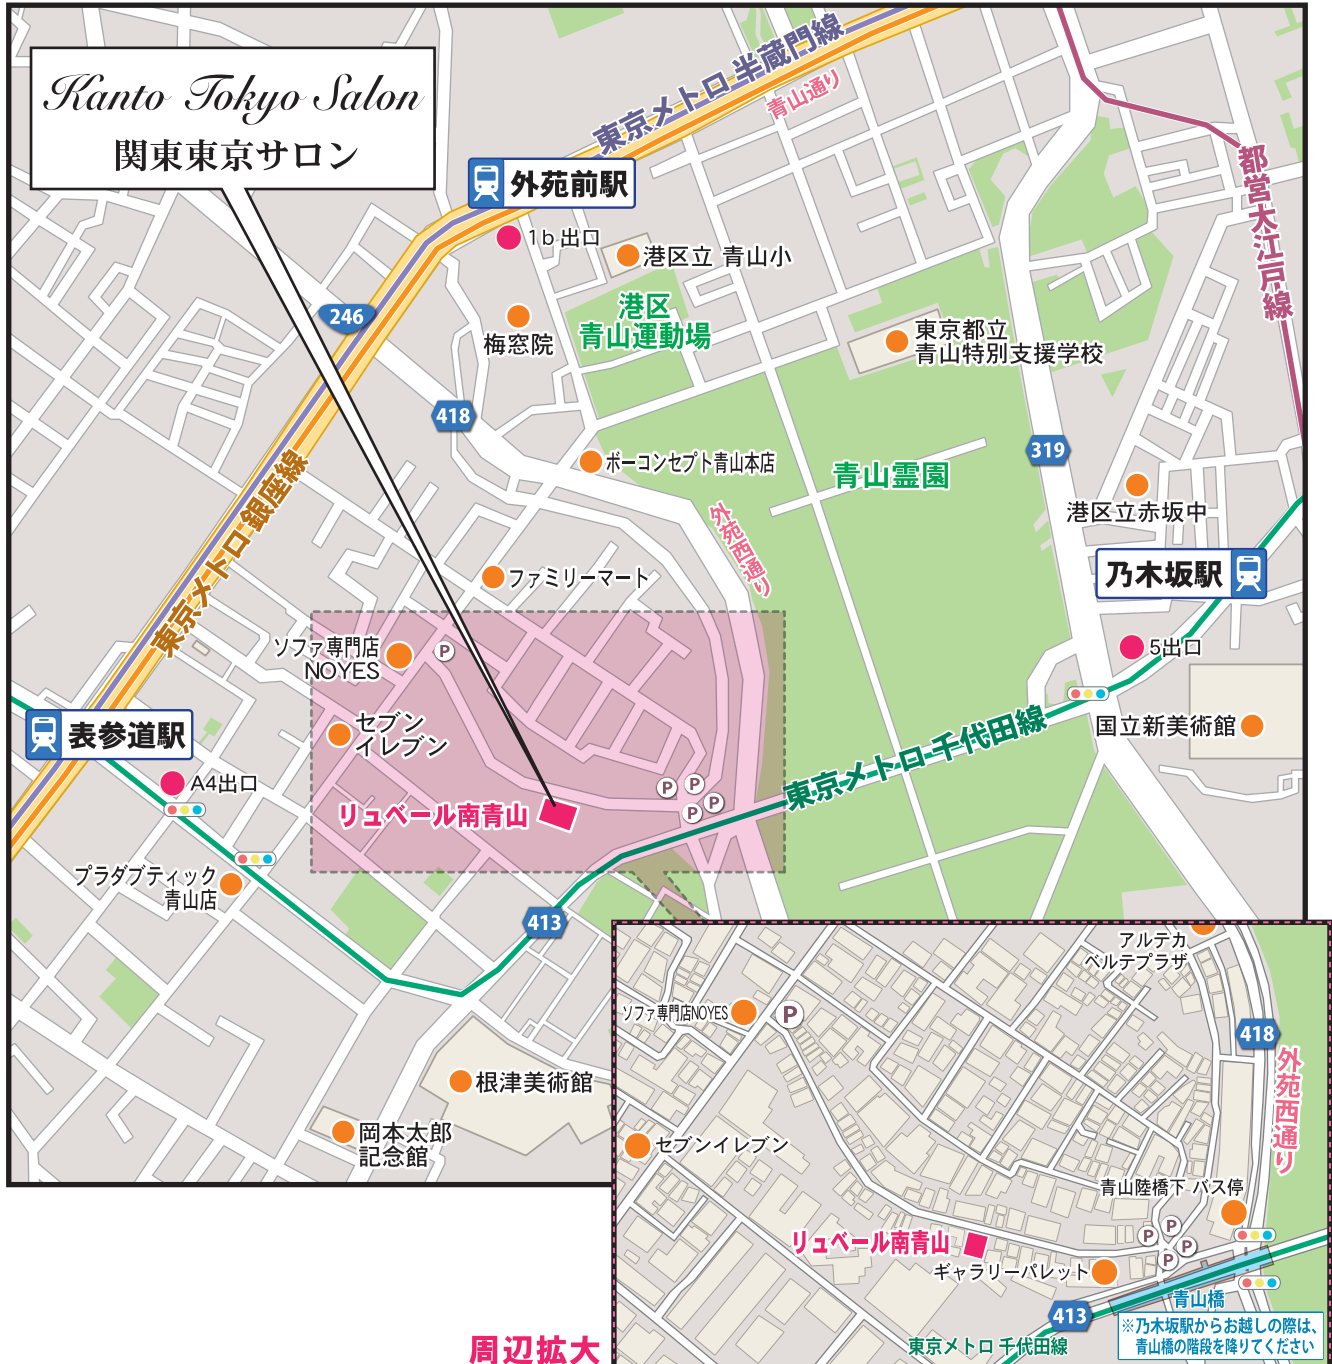 Kanto Tokyo Salon
関東東京サロン
東京メトロ 半蔵門線
青山通り
外苑前駅
1b 出口
港区立 青山小
港区
青山運動場
梅窓院
246
418
東京都立
青山特別支援学校
都営大江戸線
319
ボーコンセプト青山本店
青山霊園
外苑西通り
港区立赤坂中
乃木坂駅
5出口
国立新美術館
東京メトロ 銀座線
ファミリーマート
ソファ専門店
NOYES
P
セブン
イレブン
表参道駅
A4出口
リュベール南青山
P
P
P
P
東京メトロ 千代田線
プラダブティック
青山店
413
根津美術館
岡本太郎
記念館
周辺拡大
アルテカ
ベルテプラザ
ソファ専門店NOYES
P
418
外苑西通り
セブンイレブン
青山陸橋下 バス停
P
P
P
P
リュベール南青山
ギャラリーパレット
青山橋
413
東京メトロ 千代田線
※乃木坂駅からお越しの際は、
青山橋の階段を降りてください